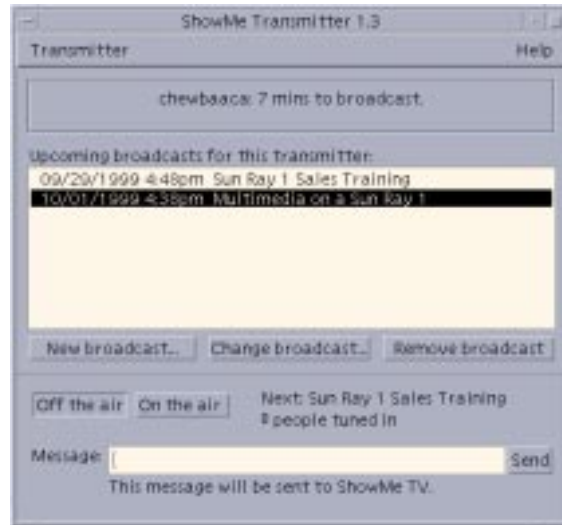 ShowMe Transmitter 1.3
Transmitter Help
chewbaaca: 7 mins to broadcast.
Upcoming broadcasts for this transmitter:
09/29/1999 4:48pm Sun Ray 1 Sales Training
10/01/1999 4:38pm Multimedia on a Sun Ray 1
New broadcast... Change broadcast... Remove broadcast
Off the air On the air
Next: Sun Ray 1 Sales Training
people tuned in
Message: Send
This message will be sent to ShowMe TV.